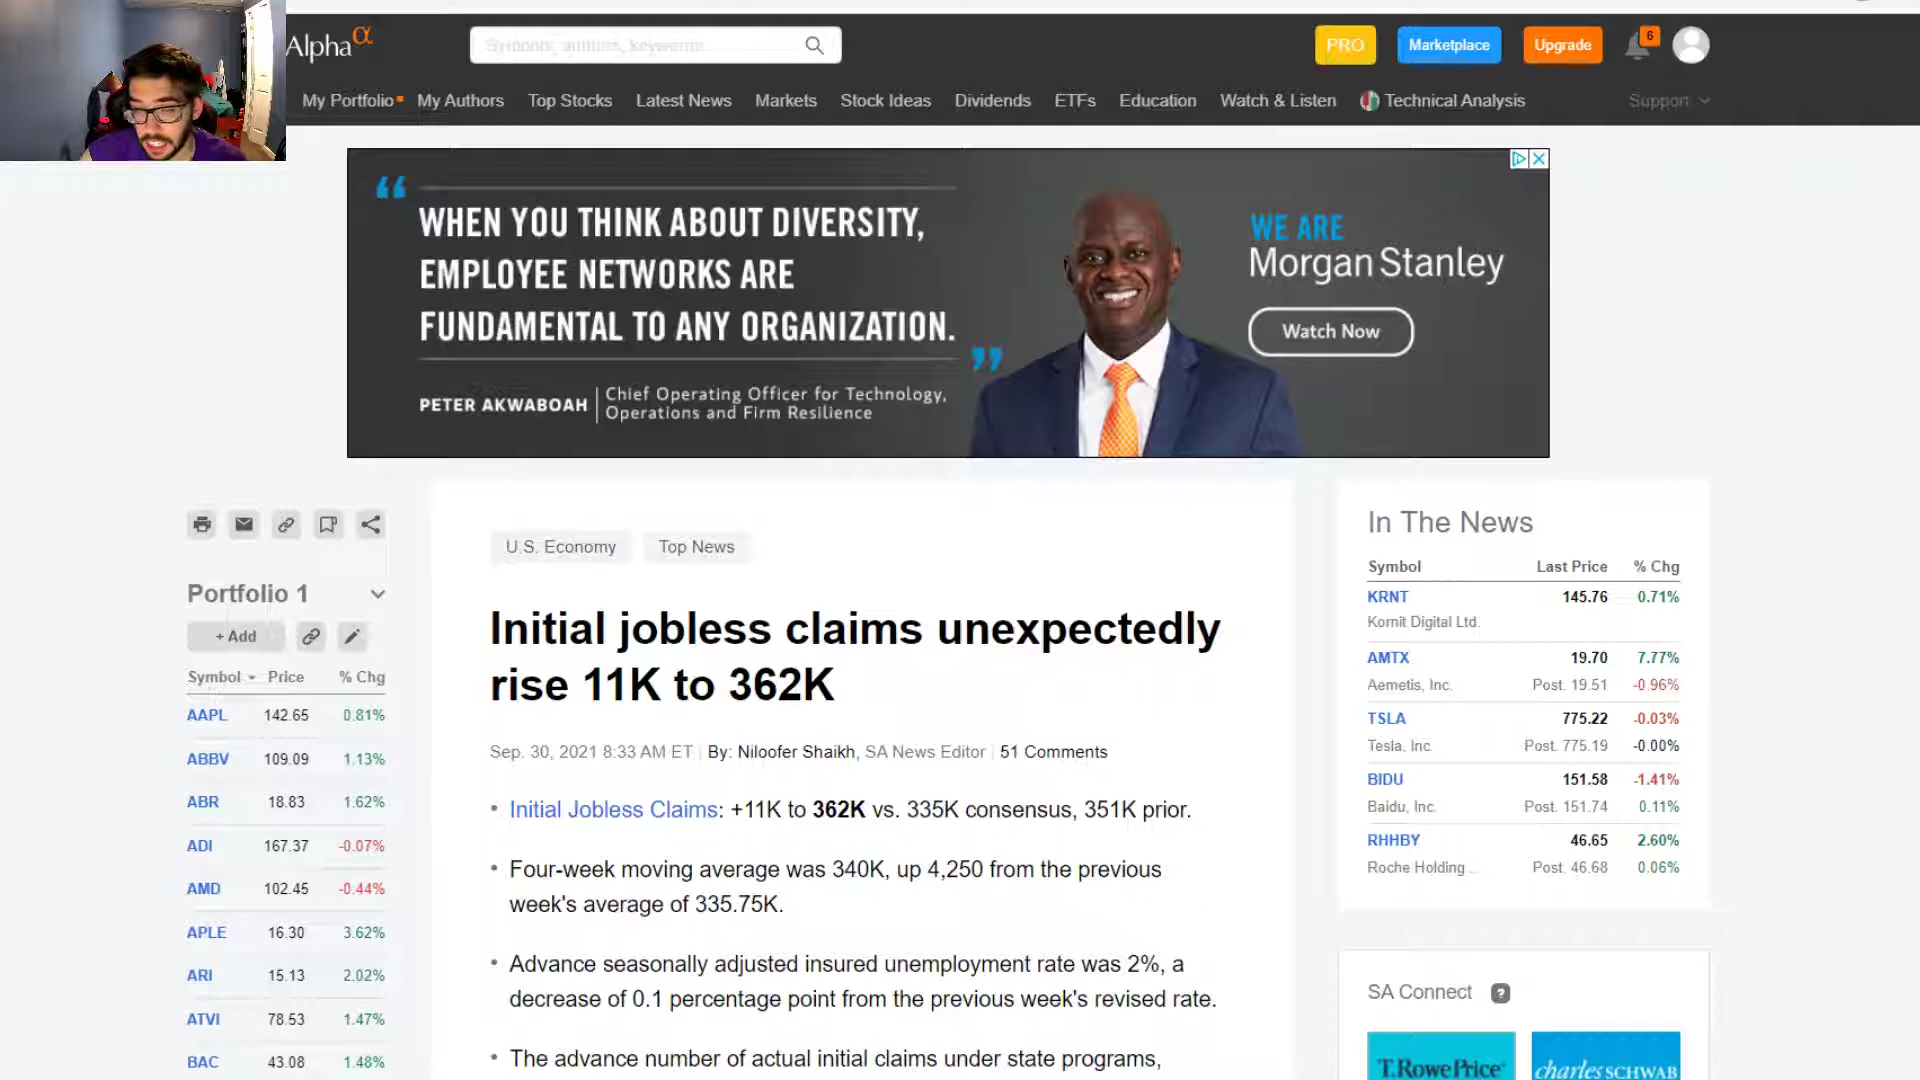 Alpha α
Symbols, authors, keywords
PRO
Marketplace
Upgrade
6
My Portfolio
My Authors
Top Stocks
Latest News
Markets
Stock Ideas
Dividends
ETFs
Education
Watch & Listen
Technical Analysis
Support
“
WHEN YOU THINK ABOUT DIVERSITY,
EMPLOYEE NETWORKS ARE
FUNDAMENTAL TO ANY ORGANIZATION.
”
PETER AKWABOAH
Chief Operating Officer for Technology,
Operations and Firm Resilience
WE ARE
Morgan Stanley
Watch Now
Portfolio 1
+ Add
Symbol Price % Chg
AAPL 142.65 0.81%
ABBV 109.09 1.13%
ABR 18.83 1.62%
ADI 167.37 -0.07%
AMD 102.45 -0.44%
APLE 16.30 3.62%
ARI 15.13 2.02%
ATVI 78.53 1.47%
BAC 43.08 1.48%
U.S. Economy
Top News
Initial jobless claims unexpectedly
rise 11K to 362K
Sep. 30, 2021 8:33 AM ET | By: Niloofer Shaikh, SA News Editor | 51 Comments
• Initial Jobless Claims: +11K to 362K vs. 335K consensus, 351K prior.
• Four-week moving average was 340K, up 4,250 from the previous
week's average of 335.75K.
• Advance seasonally adjusted insured unemployment rate was 2%, a
decrease of 0.1 percentage point from the previous week's revised rate.
• The advance number of actual initial claims under state programs,
In The News
Symbol Last Price % Chg
KRNT 145.76 0.71%
Kornit Digital Ltd.
AMTX 19.70 7.77%
Aemetis, Inc. Post. 19.51 -0.96%
TSLA 775.22 -0.03%
Tesla, Inc. Post. 775.19 -0.00%
BIDU 151.58 -1.41%
Baidu, Inc. Post. 151.74 0.11%
RHHBY 46.65 2.60%
Roche Holding ... Post. 46.68 0.06%
SA Connect ?
T.RowePrice
charles SCHWAB